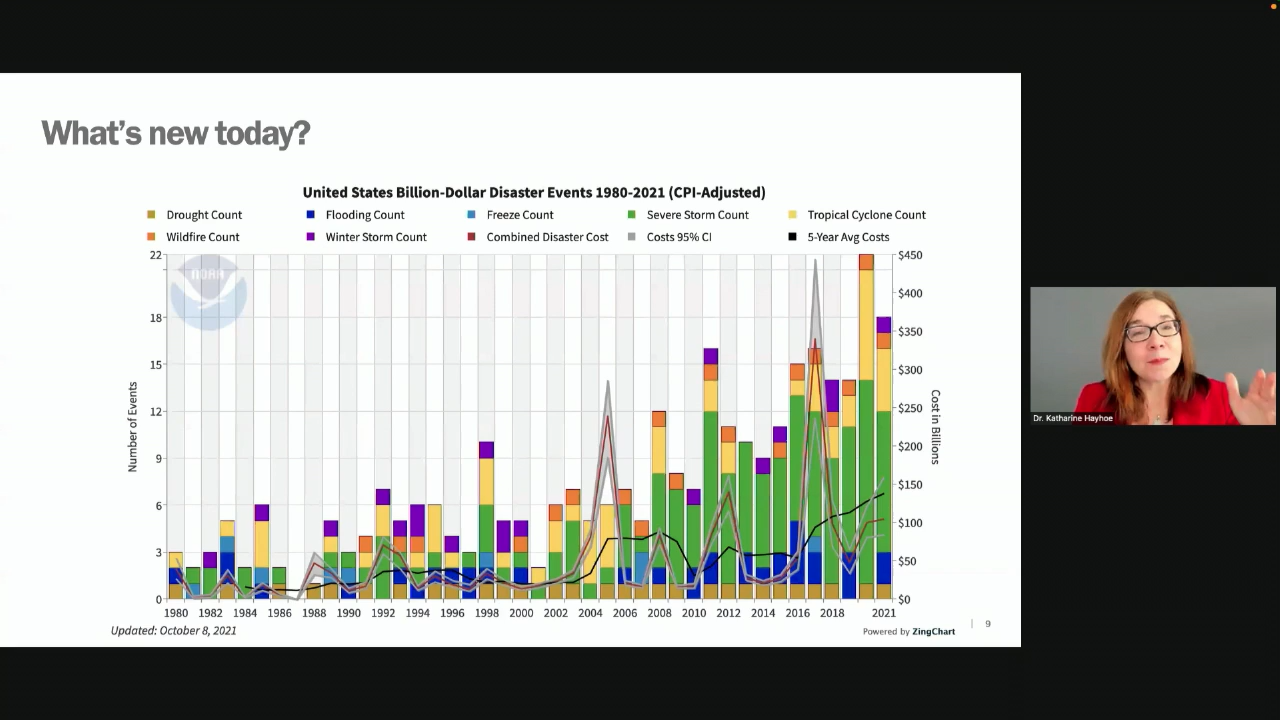 What's new today?
United States Billion-Dollar Disaster Events 1980-2021 (CPI-Adjusted)
Drought Count Flooding Count Freeze Count Severe Storm Count Tropical Cyclone Count
Wildfire Count Winter Storm Count Combined Disaster Cost Costs 95% CI 5-Year Avg Costs
NOAA
Number of Events
22
18
15
12
9
6
3
0
$450
$400
$350
$300
$250
$200
$150
$100
$50
$0
Cost in Billions
1980 1982 1984 1986 1988 1990 1992 1994 1996 1998 2000 2002 2004 2006 2008 2010 2012 2014 2016 2018 2021
Updated: October 8, 2021
Powered by ZingChart
9
Dr. Katharine Hayhoe